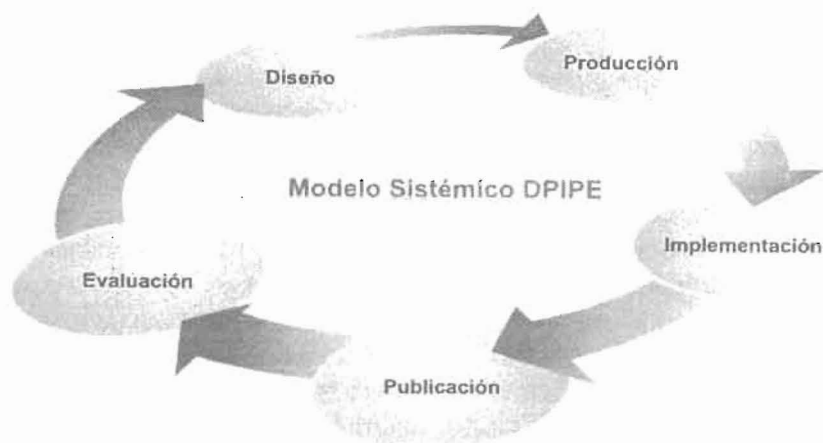 Diseño
Producción
Modelo Sistémico DPIPE
Implementación
Evaluación
Publicación